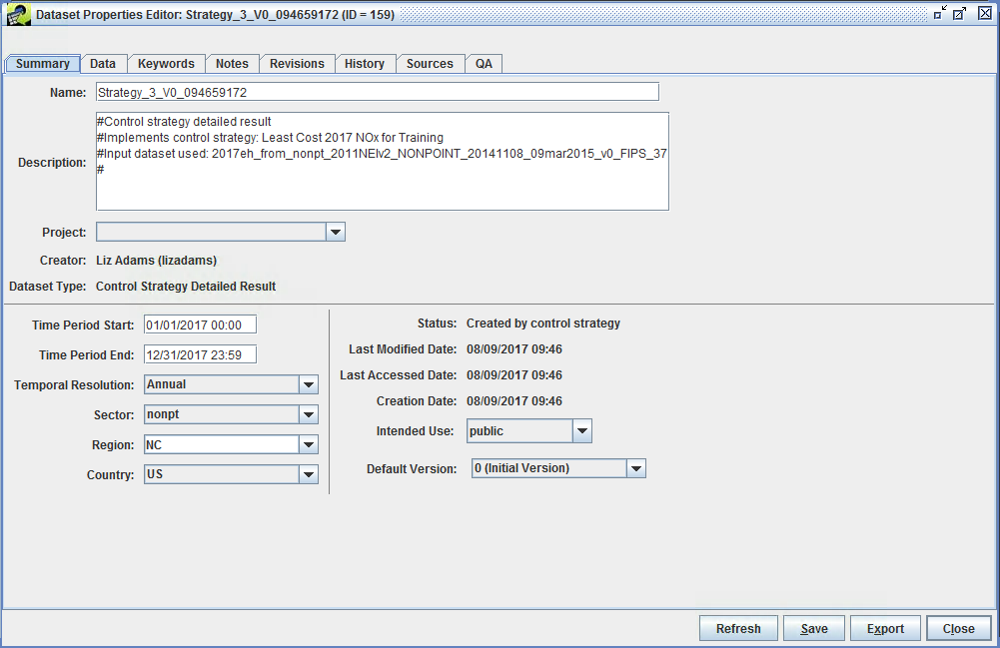 Dataset Properties Editor: Strategy_3_V0_094659172 (ID = 159)
Summary Data Keywords Notes Revisions History Sources QA
Name: Strategy_3_V0_094659172
Description:
#Control strategy detailed result
#Implements control strategy: Least Cost 2017 NOx for Training
#Input dataset used: 2017eh_from_nonpt_2011NEIv2_NONPOINT_20141108_09mar2015_v0_FIPS_37
#
Project:
Creator: Liz Adams (lizadams)
Dataset Type: Control Strategy Detailed Result
Time Period Start: 01/01/2017 00:00
Time Period End: 12/31/2017 23:59
Temporal Resolution: Annual
Sector: nonpt
Region: NC
Country: US
Status: Created by control strategy
Last Modified Date: 08/09/2017 09:46
Last Accessed Date: 08/09/2017 09:46
Creation Date: 08/09/2017 09:46
Intended Use: public
Default Version: 0 (Initial Version)
Refresh Save Export Close